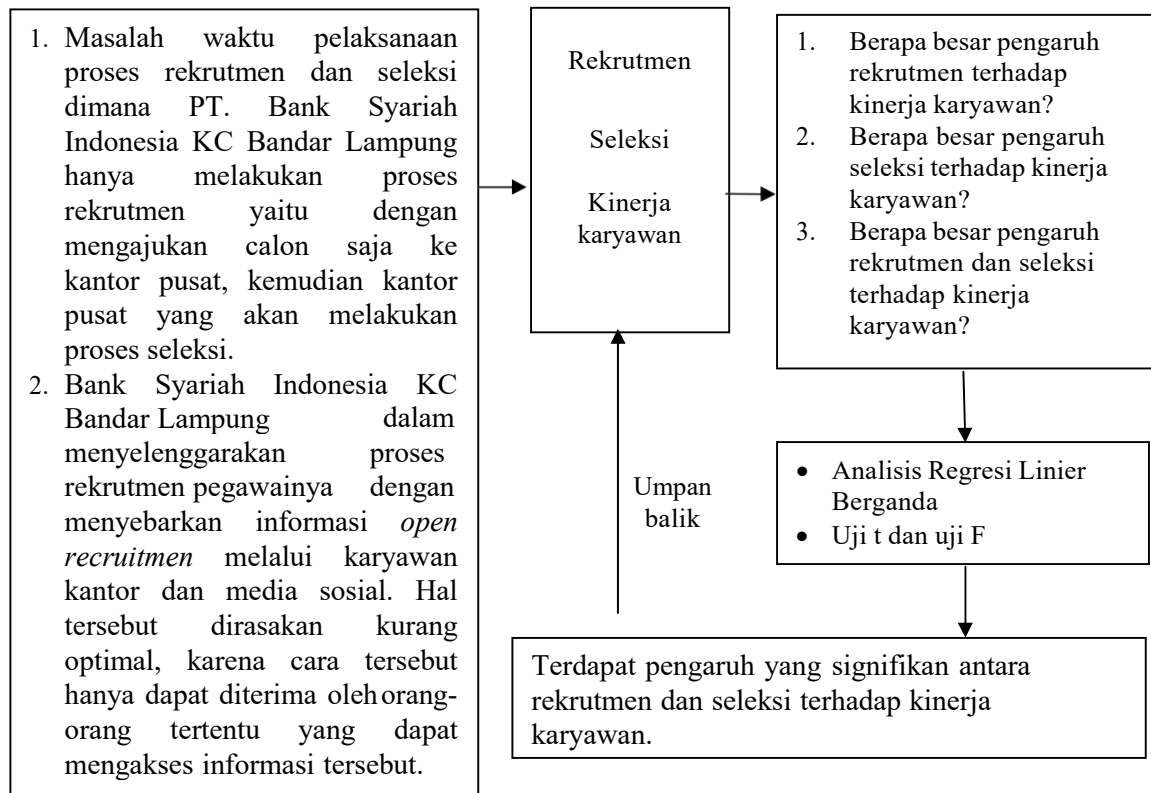 1. Masalah waktu pelaksanaan
proses rekrutmen dan seleksi
dimana PT. Bank Syariah
Indonesia KC Bandar Lampung
hanya melakukan proses
rekrutmen yaitu dengan
mengajukan calon saja ke
kantor pusat, kemudian kantor
pusat yang akan melakukan
proses seleksi.
2. Bank Syariah Indonesia KC
Bandar Lampung dalam
menyelenggarakan proses
rekrutmen pegawainya dengan
menyebarkan informasi open
recruitmen melalui karyawan
kantor dan media sosial. Hal
tersebut dirasakan kurang
optimal, karena cara tersebut
hanya dapat diterima oleh orang-
orang tertentu yang dapat
mengakses informasi tersebut.
Rekrutmen
Seleksi
Kinerja
karyawan
1. Berapa besar pengaruh
rekrutmen terhadap
kinerja karyawan?
2. Berapa besar pengaruh
seleksi terhadap kinerja
karyawan?
3. Berapa besar pengaruh
rekrutmen dan seleksi
terhadap kinerja
karyawan?
• Analisis Regresi Linier
Berganda
• Uji t dan uji F
Umpan
balik
Terdapat pengaruh yang signifikan antara
rekrutmen dan seleksi terhadap kinerja
karyawan.